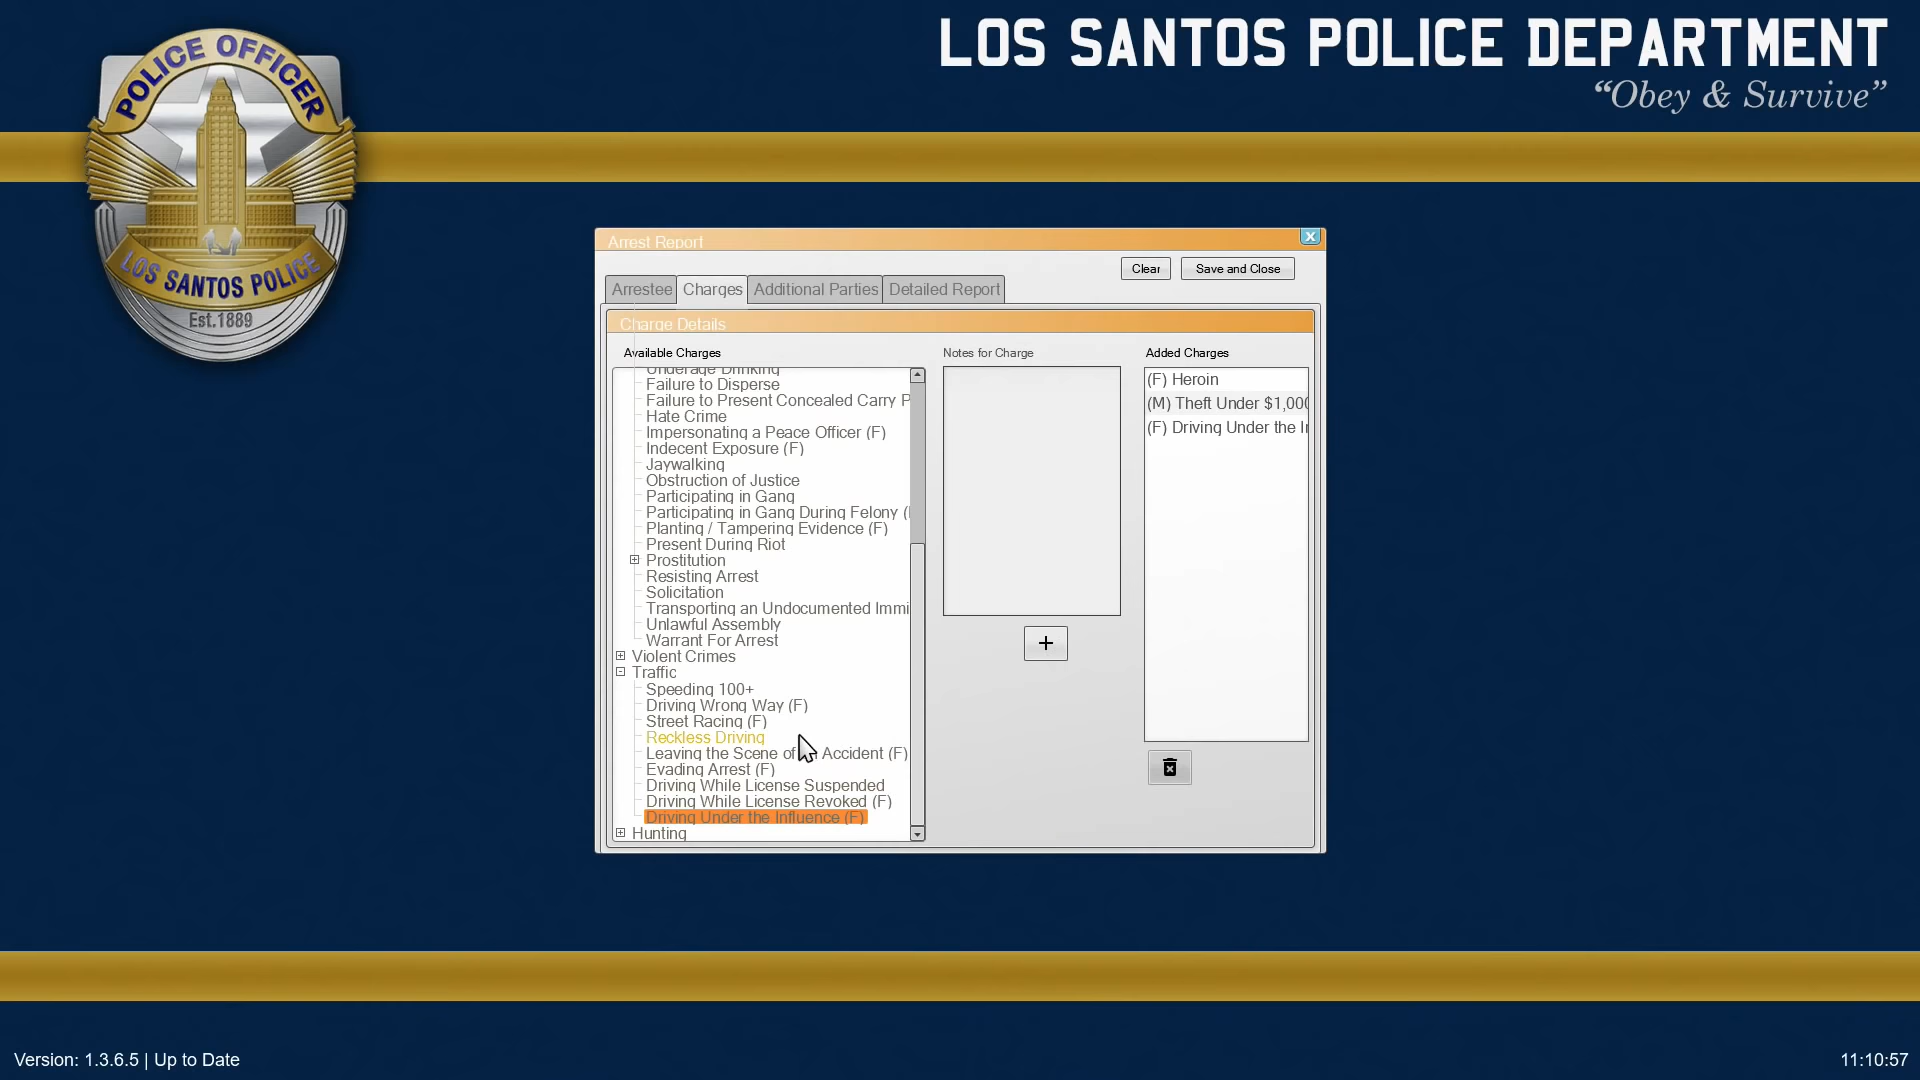 LOS SANTOS POLICE DEPARTMENT
“Obey & Survive”
POLICE OFFICER
LOS SANTOS POLICE
Est.1889
Arrest Report
Clear
Save and Close
Arrestee
Charges
Additional Parties
Detailed Report
Charge Details
Available Charges
Underage Drinking
Failure to Disperse
Failure to Present Concealed Carry P
Hate Crime
Impersonating a Peace Officer (F)
Indecent Exposure (F)
Jaywalking
Obstruction of Justice
Participating in Gang
Participating in Gang During Felony (
Planting / Tampering Evidence (F)
Present During Riot
Prostitution
Resisting Arrest
Solicitation
Transporting an Undocumented Immi
Unlawful Assembly
Warrant For Arrest
Violent Crimes
Traffic
Speeding 100+
Driving Wrong Way (F)
Street Racing (F)
Reckless Driving
Leaving the Scene of Accident (F)
Evading Arrest (F)
Driving While License Suspended
Driving While License Revoked (F)
Driving Under the Influence (F)
Hunting
Notes for Charge
+
Added Charges
(F) Heroin
(M) Theft Under $1,000
(F) Driving Under the I
Version: 1.3.6.5 | Up to Date
11:10:57